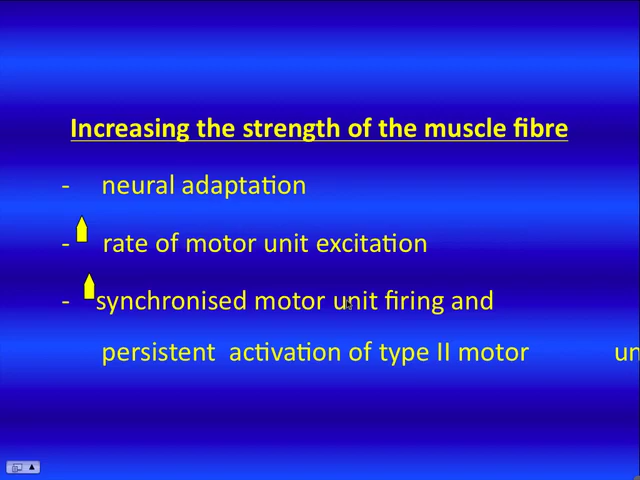 Increasing the strength of the muscle fibre
- neural adaptation
- rate of motor unit excitation
- synchronised motor unit firing and
persistent activation of type II motor un